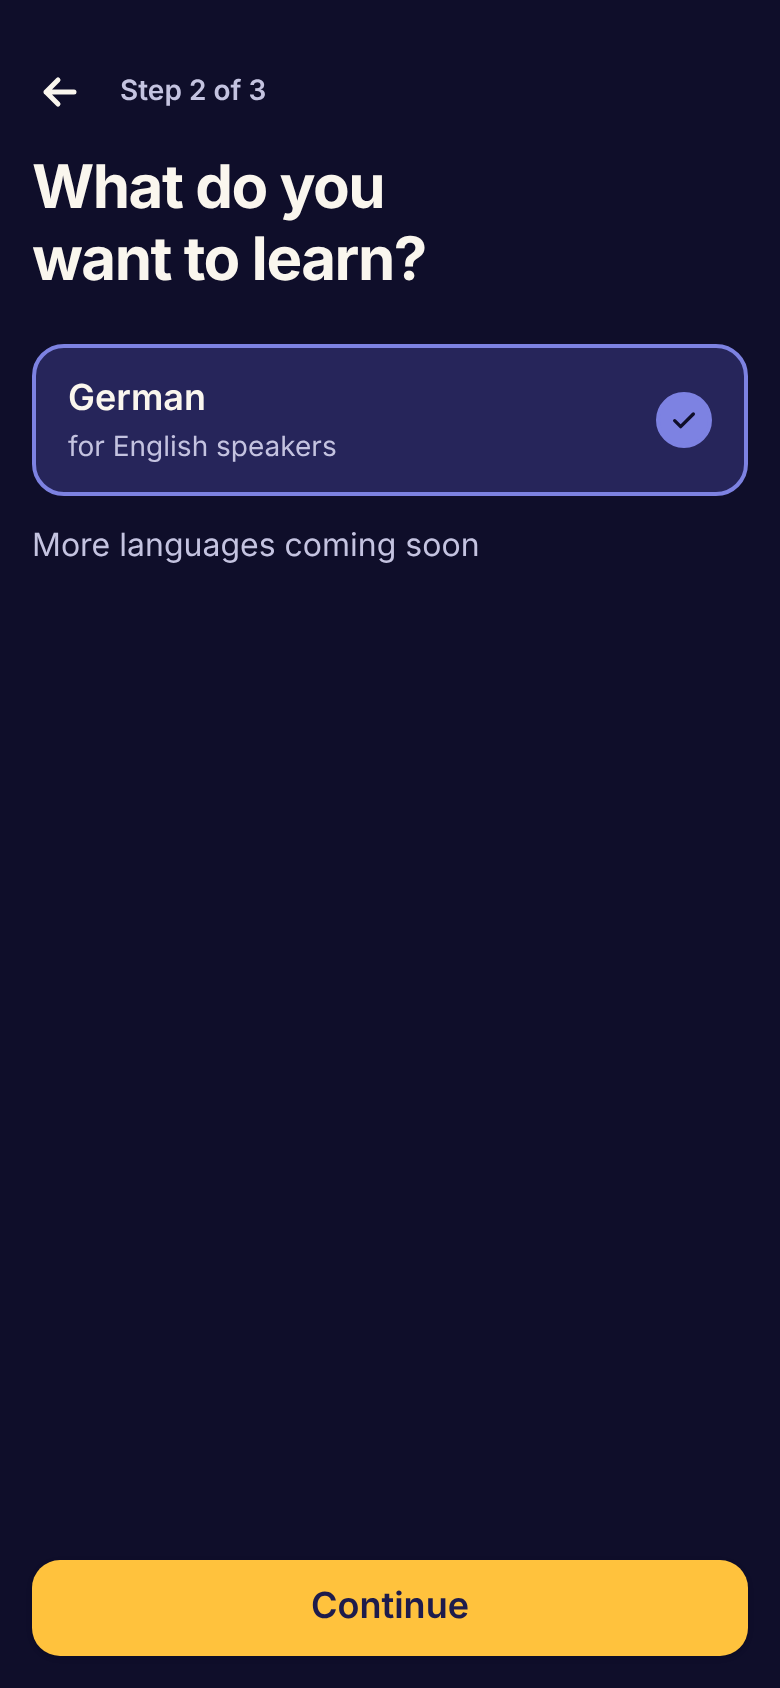 Step 2 of 3
What do you
want to learn?
German
for English speakers
More languages coming soon
Continue